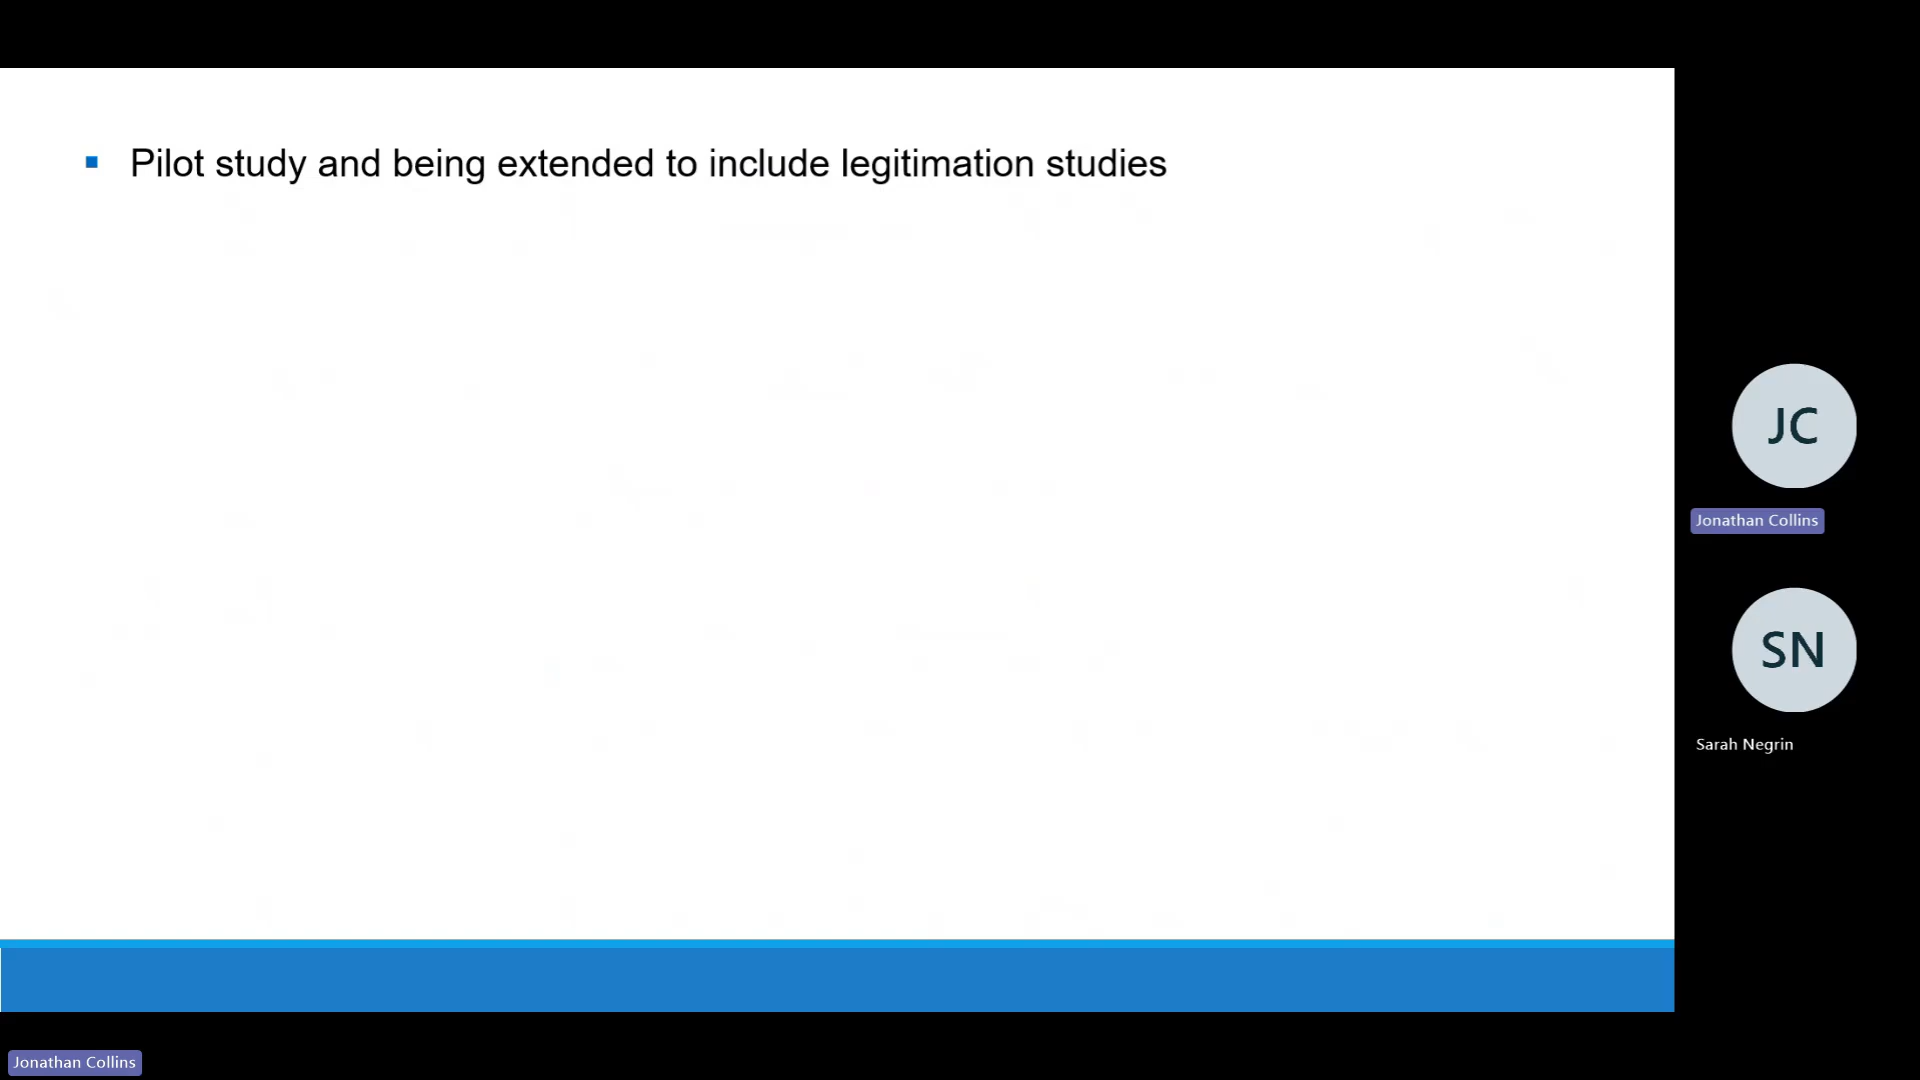 Pilot study and being extended to include legitimation studies
JC
Jonathan Collins
SN
Sarah Negrin
Jonathan Collins